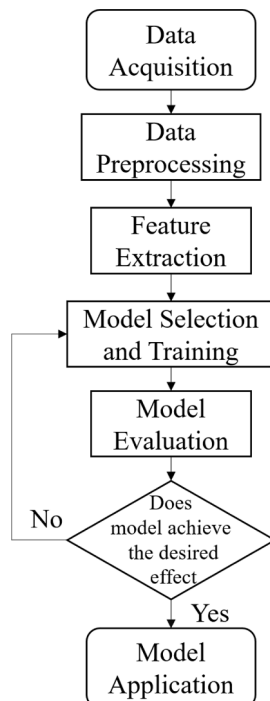 Data
Acquisition
Data
Preprocessing
Feature
Extraction
Model Selection
and Training
Model
Evaluation
Does
model achieve
the desired
effect
No
Yes
Model
Application